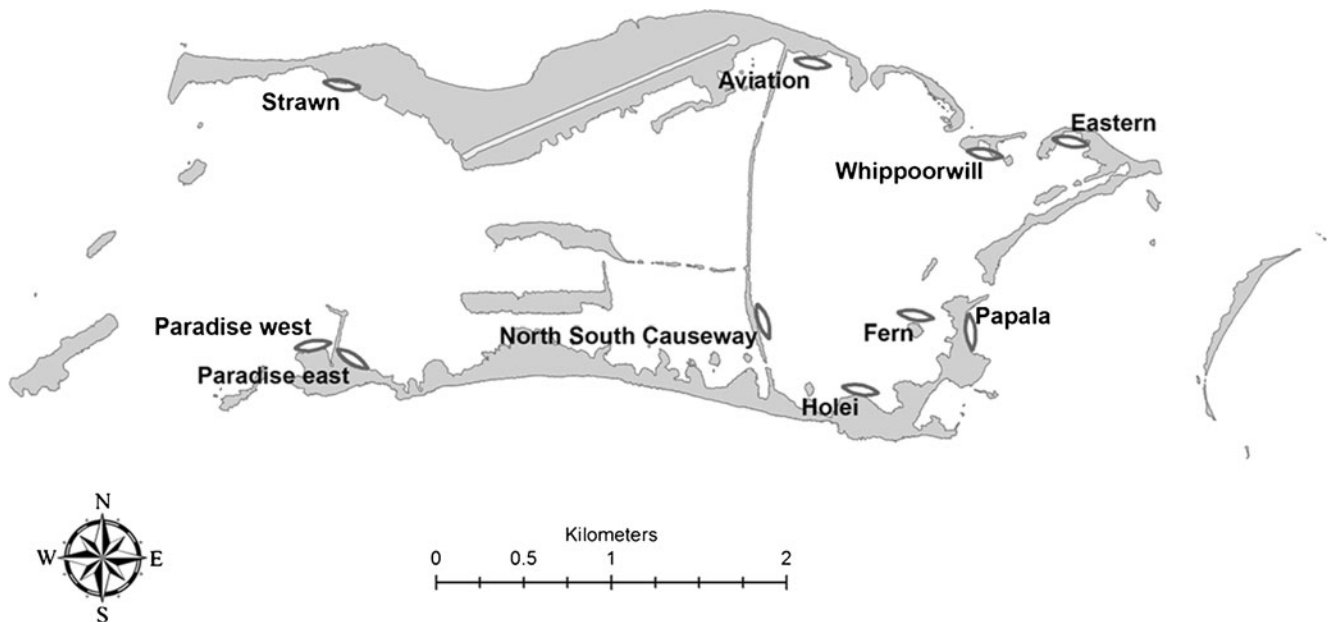 Aviation
Strawn
Eastern
Whippoorwill
Paradise west
North South Causeway
Fern
Papala
Paradise east
Holei
N
W E
S
Kilometers
0 0.5 1 2